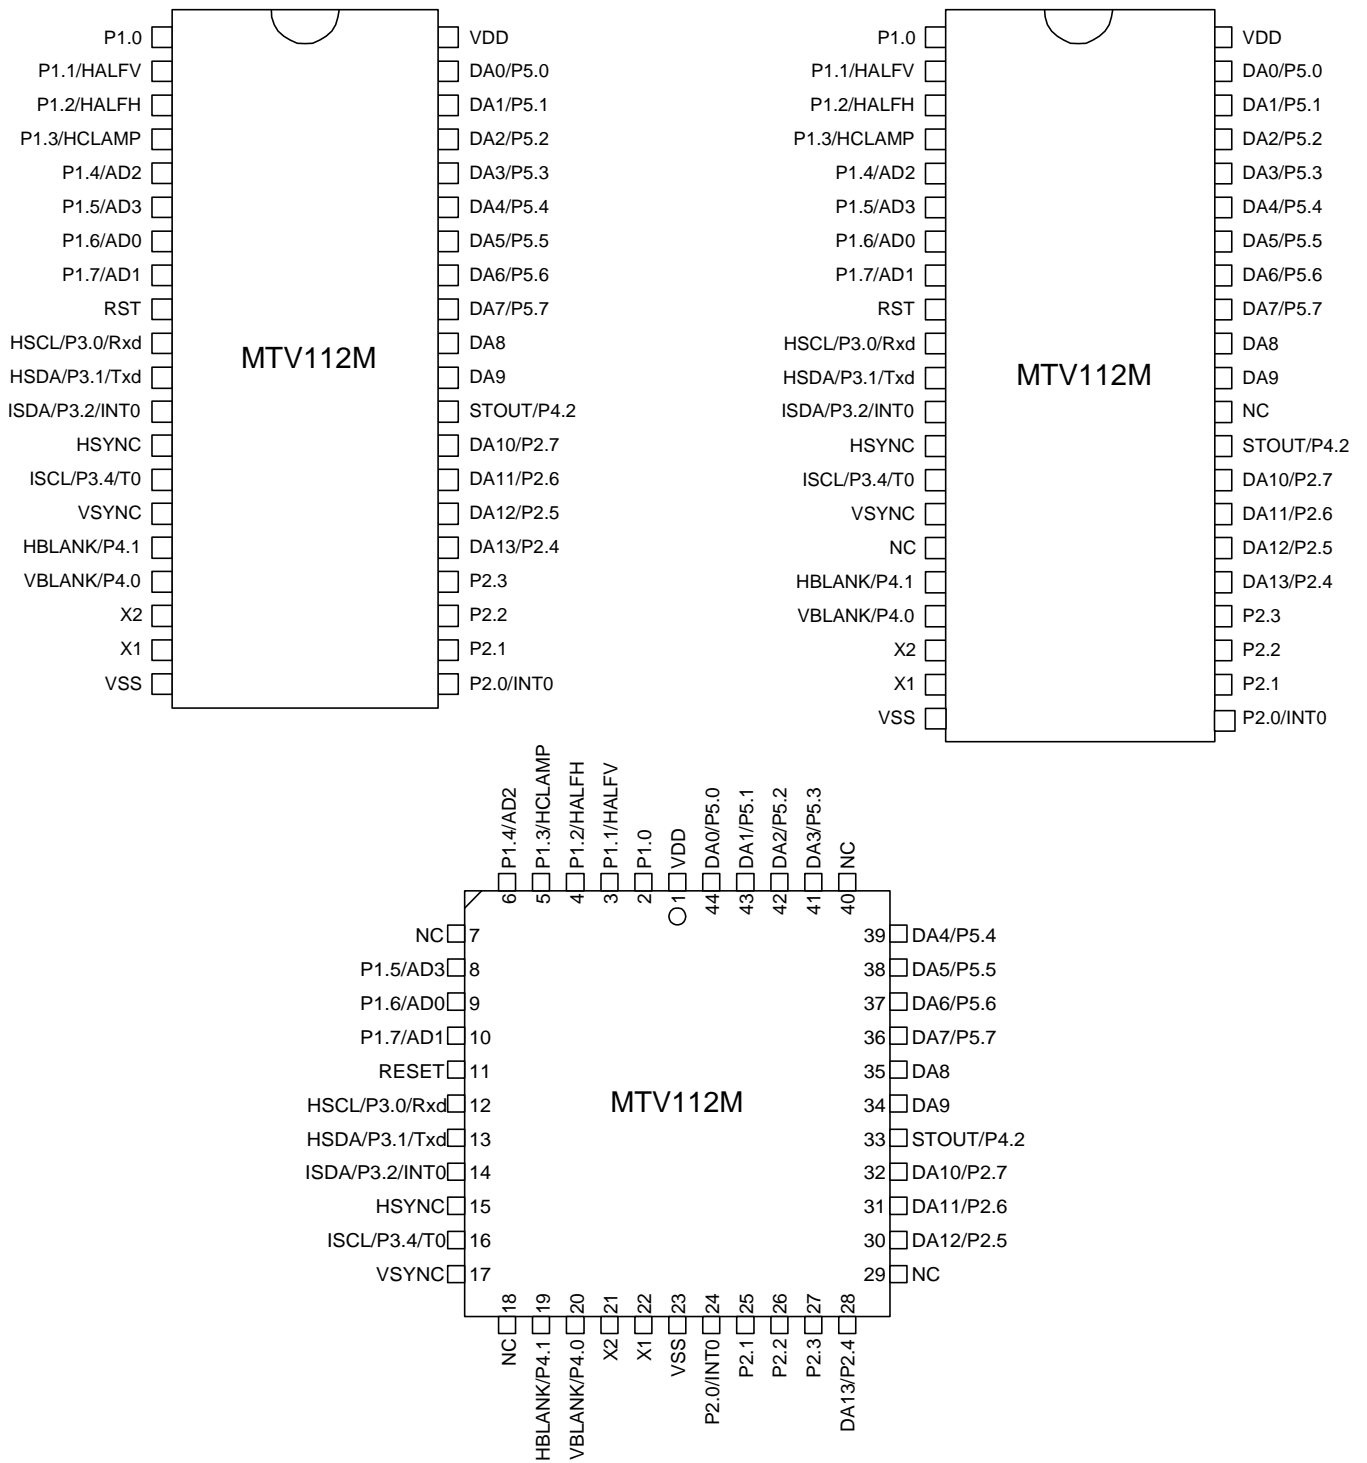 P1.0
P1.1/HALFV
P1.2/HALFH
P1.3/HCLAMP
P1.4/AD2
P1.5/AD3
P1.6/AD0
P1.7/AD1
RST
HSCL/P3.0/Rxd
HSDA/P3.1/Txd
ISDA/P3.2/INT0
HSYNC
ISCL/P3.4/T0
VSYNC
HBLANK/P4.1
VBLANK/P4.0
X2
X1
VSS
MTV112M
VDD
DA0/P5.0
DA1/P5.1
DA2/P5.2
DA3/P5.3
DA4/P5.4
DA5/P5.5
DA6/P5.6
DA7/P5.7
DA8
DA9
STOUT/P4.2
DA10/P2.7
DA11/P2.6
DA12/P2.5
DA13/P2.4
P2.3
P2.2
P2.1
P2.0/INT0
P1.0
P1.1/HALFV
P1.2/HALFH
P1.3/HCLAMP
P1.4/AD2
P1.5/AD3
P1.6/AD0
P1.7/AD1
RST
HSCL/P3.0/Rxd
HSDA/P3.1/Txd
ISDA/P3.2/INT0
HSYNC
ISCL/P3.4/T0
VSYNC
NC
HBLANK/P4.1
VBLANK/P4.0
X2
X1
VSS
MTV112M
VDD
DA0/P5.0
DA1/P5.1
DA2/P5.2
DA3/P5.3
DA4/P5.4
DA5/P5.5
DA6/P5.6
DA7/P5.7
DA8
DA9
NC
STOUT/P4.2
DA10/P2.7
DA11/P2.6
DA12/P2.5
DA13/P2.4
P2.3
P2.2
P2.1
P2.0/INT0
6 P1.4/AD2
5 P1.3/HCLAMP
4 P1.2/HALFH
3 P1.1/HALFV
2 P1.0
1 VDD
44 DA0/P5.0
43 DA1/P5.1
42 DA2/P5.2
41 DA3/P5.3
40 NC
NC 7
P1.5/AD3 8
P1.6/AD0 9
P1.7/AD1 10
RESET 11
HSCL/P3.0/Rxd 12
HSDA/P3.1/Txd 13
ISDA/P3.2/INT0 14
HSYNC 15
ISCL/P3.4/T0 16
VSYNC 17
MTV112M
39 DA4/P5.4
38 DA5/P5.5
37 DA6/P5.6
36 DA7/P5.7
35 DA8
34 DA9
33 STOUT/P4.2
32 DA10/P2.7
31 DA11/P2.6
30 DA12/P2.5
29 NC
NC 18
HBLANK/P4.1 19
VBLANK/P4.0 20
X2 21
X1 22
VSS 23
P2.0/INT0 24
P2.1 25
P2.2 26
P2.3 27
DA13/P2.4 28